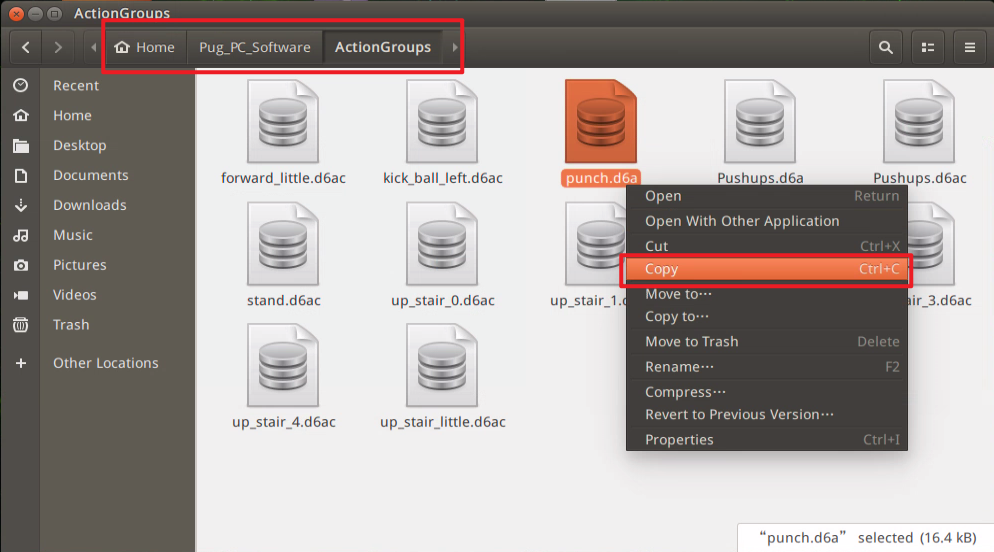 ActionGroups
Home Pug_PC_Software ActionGroups
Recent
Home
Desktop
Documents
Downloads
Music
Pictures
Videos
Trash
Other Locations
forward_little.d6ac kick_ball_left.d6ac punch.d6a Pushups.d6a Pushups.d6ac
stand.d6ac up_stair_0.d6ac up_stair_1. air_3.d6ac
up_stair_4.d6ac up_stair_little.d6ac
Open Return
Open With Other Application
Cut Ctrl+X
Copy Ctrl+C
Move to···
Copy to···
Move to Trash Delete
Rename··· F2
Compress···
Revert to Previous Version···
Properties Ctrl+I
“punch.d6a” selected (16.4 kB)